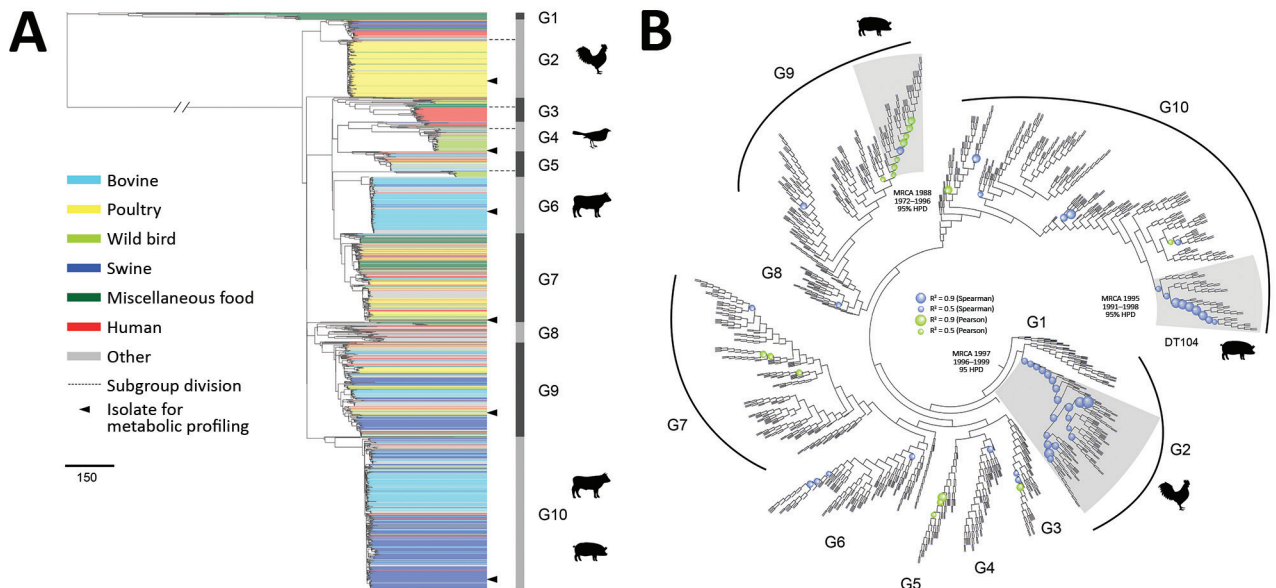 A
G1
G2
G3
G4
G5
G6
G7
G8
G9
G10
Bovine
Poultry
Wild bird
Swine
Miscellaneous food
Human
Other
Subgroup division
Isolate for
metabolic profiling
150
B
G9
G10
MRCA 1988
1972–1996
95% HPD
G8
R² = 0.9 (Spearman)
R² = 0.5 (Spearman)
R² = 0.9 (Pearson)
R² = 0.5 (Pearson)
MRCA 1995
1991–1998
95% HPD
DT104
G1
MRCA 1997
1996–1999
95 HPD
G7
G2
G6
G5
G4
G3